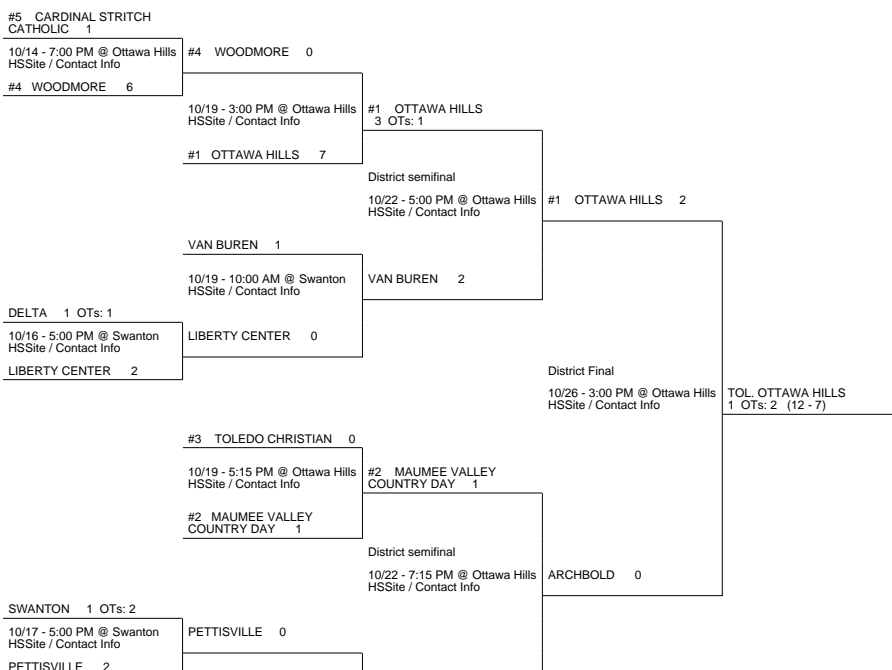 #5 CARDINAL STRITCH
CATHOLIC 1
10/14 - 7:00 PM @ Ottawa Hills
HSSite / Contact Info
#4 WOODMORE 6
#4 WOODMORE 0
10/19 - 3:00 PM @ Ottawa Hills
HSSite / Contact Info
#1 OTTAWA HILLS 7
#1 OTTAWA HILLS
3 OTs: 1
District semifinal
10/22 - 5:00 PM @ Ottawa Hills
HSSite / Contact Info
#1 OTTAWA HILLS 2
VAN BUREN 1
10/19 - 10:00 AM @ Swanton
HSSite / Contact Info
VAN BUREN 2
DELTA 1 OTs: 1
10/16 - 5:00 PM @ Swanton
HSSite / Contact Info
LIBERTY CENTER 2
LIBERTY CENTER 0
District Final
10/26 - 3:00 PM @ Ottawa Hills
HSSite / Contact Info
TOL. OTTAWA HILLS
1 OTs: 2 (12 - 7)
#3 TOLEDO CHRISTIAN 0
10/19 - 5:15 PM @ Ottawa Hills
HSSite / Contact Info
#2 MAUMEE VALLEY
COUNTRY DAY 1
#2 MAUMEE VALLEY
COUNTRY DAY 1
District semifinal
10/22 - 7:15 PM @ Ottawa Hills
HSSite / Contact Info
ARCHBOLD 0
SWANTON 1 OTs: 2
10/17 - 5:00 PM @ Swanton
HSSite / Contact Info
PETTISVILLE 2
PETTISVILLE 0